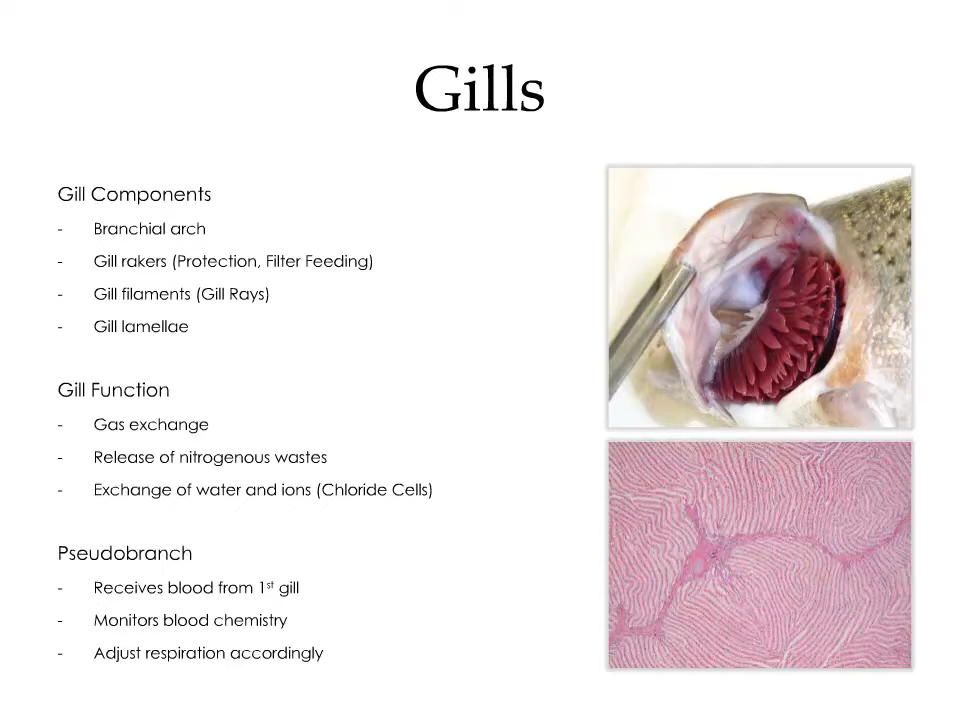 Gills
Gill Components
- Branchial arch
- Gill rakers (Protection, Filter Feeding)
- Gill filaments (Gill Rays)
- Gill lamellae
Gill Function
- Gas exchange
- Release of nitrogenous wastes
- Exchange of water and ions (Chloride Cells)
Pseudobranch
- Receives blood from 1st gill
- Monitors blood chemistry
- Adjust respiration accordingly